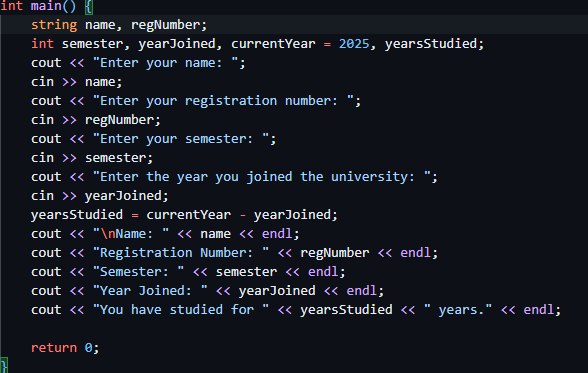 int main() {
string name, regNumber;
int semester, yearJoined, currentYear = 2025, yearsStudied;
cout << "Enter your name: ";
cin >> name;
cout << "Enter your registration number: ";
cin >> regNumber;
cout << "Enter your semester: ";
cin >> semester;
cout << "Enter the year you joined the university: ";
cin >> yearJoined;
yearsStudied = currentYear - yearJoined;
cout << "\nName: " << name << endl;
cout << "Registration Number: " << regNumber << endl;
cout << "Semester: " << semester << endl;
cout << "Year Joined: " << yearJoined << endl;
cout << "You have studied for " << yearsStudied << " years." << endl;
return 0;
}